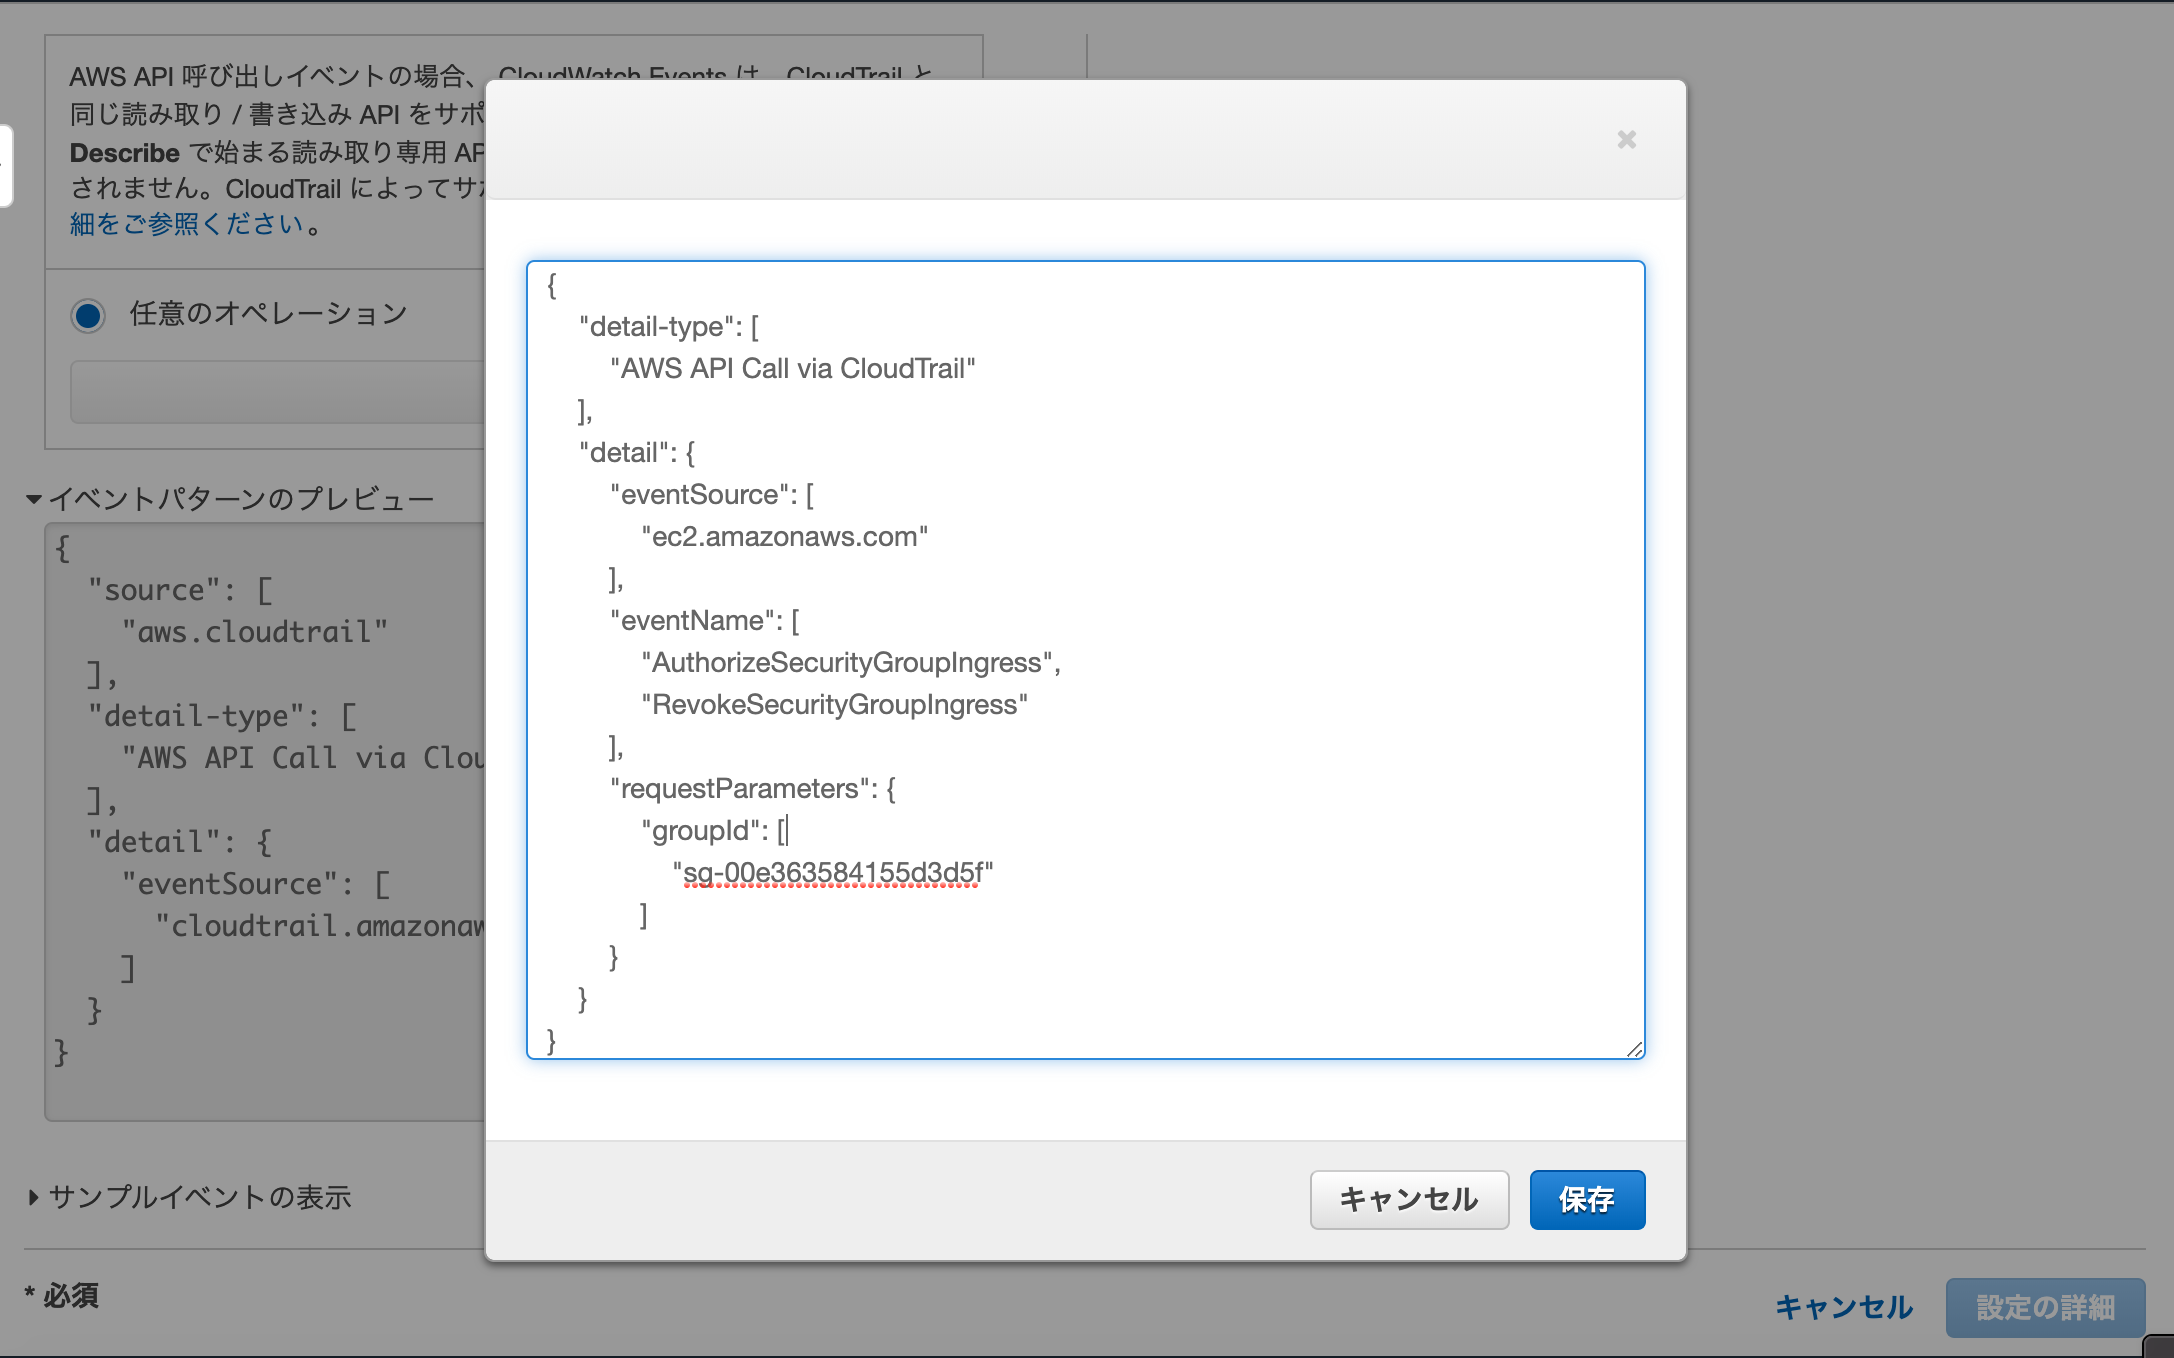 AWS API 呼び出しイベントの場合、 CloudWatch Events は、CloudTrail と
同じ読み取り / 書き込み API をサポ
Describe で始まる読み取り専用 AP
されません。CloudTrail によってサポ
細をご参照ください 。
任意のオペレーション
イベントパターンのプレビュー
{
"source": [
"aws.cloudtrail"
],
"detail-type": [
"AWS API Call via Clou
],
"detail": {
"eventSource": [
"cloudtrail.amazonaw
]
}
}
サンプルイベントの表示
* 必須
×
{
"detail-type": [
"AWS API Call via CloudTrail"
],
"detail": {
"eventSource": [
"ec2.amazonaws.com"
],
"eventName": [
"AuthorizeSecurityGroupIngress",
"RevokeSecurityGroupIngress"
],
"requestParameters": {
"groupId": [
"sg-00e363584155d3d5f"
]
}
}
}
キャンセル
保存
キャンセル
設定の詳細